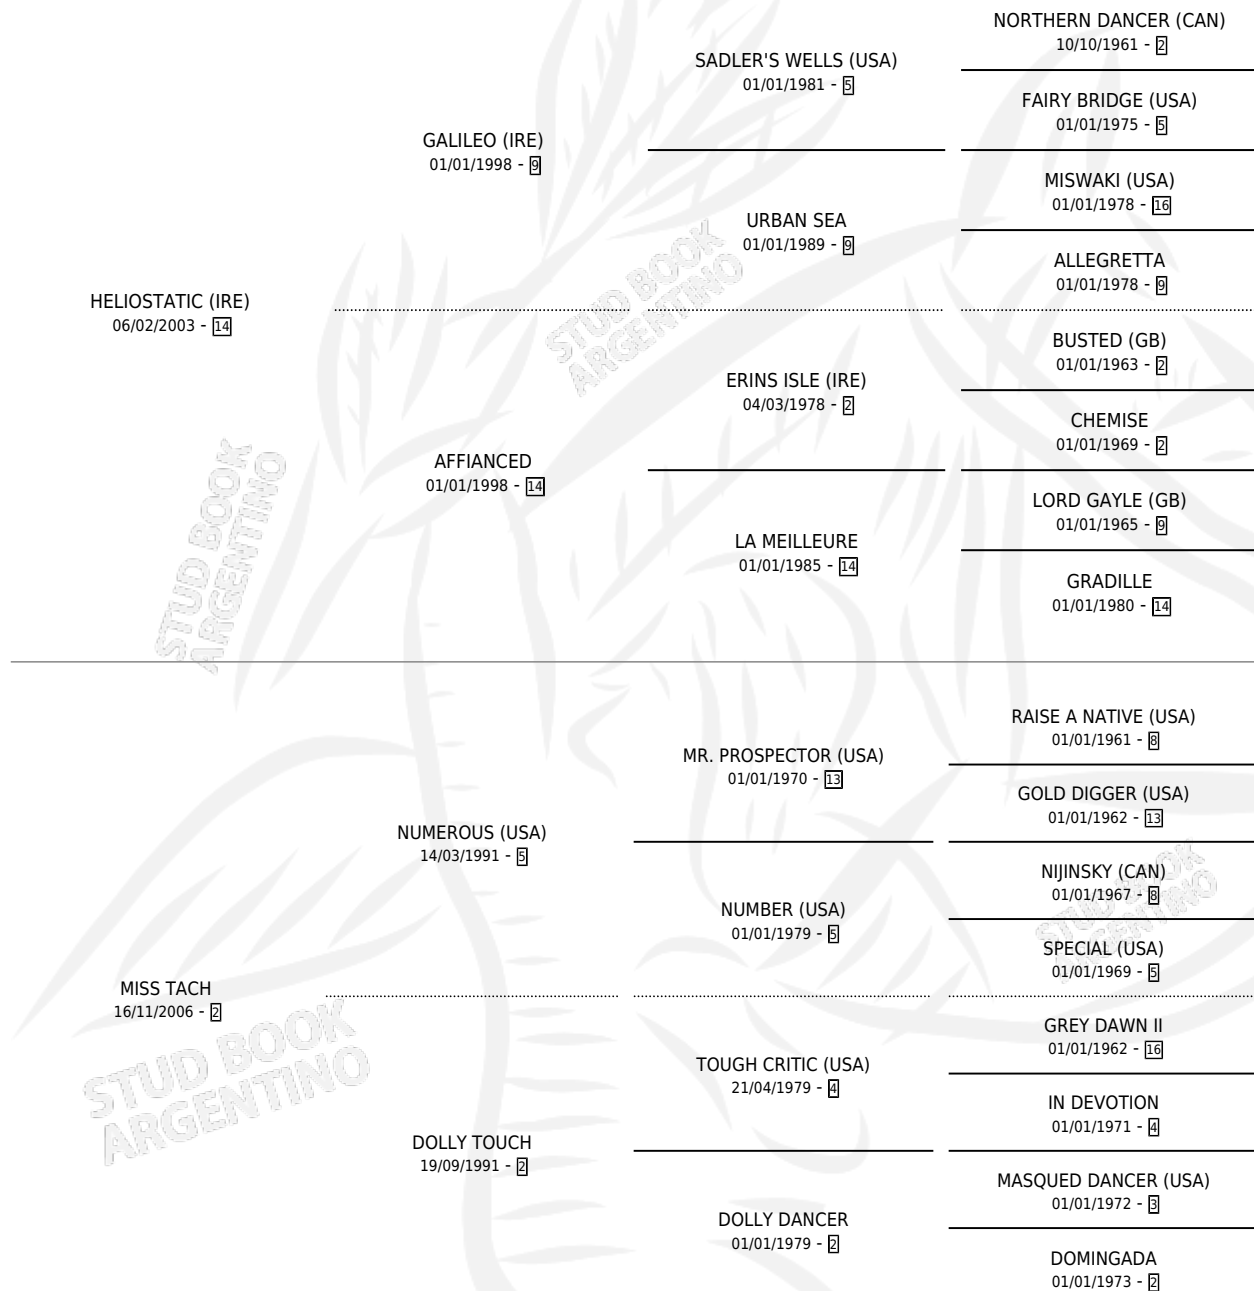 NORTHERN DANCER (CAN)
10/10/1961 - 2
SADLER'S WELLS (USA)
01/01/1981 - 5
FAIRY BRIDGE (USA)
01/01/1975 - 5
GALILEO (IRE)
01/01/1998 - 9
MISWAKI (USA)
01/01/1978 - 16
URBAN SEA
01/01/1989 - 9
ALLEGRETTA
01/01/1978 - 9
HELIOSTATIC (IRE)
06/02/2003 - 14
STUD BOOK
ARGENTINO
BUSTED (GB)
01/01/1963 - 2
ERINS ISLE (IRE)
04/03/1978 - 2
CHEMISE
01/01/1969 - 2
AFFIANCED
01/01/1998 - 14
LORD GAYLE (GB)
01/01/1965 - 9
LA MEILLEURE
01/01/1985 - 14
GRADILLE
01/01/1980 - 14
STUD BOOK
ARGENTINO
RAISE A NATIVE (USA)
01/01/1961 - 8
MR. PROSPECTOR (USA)
01/01/1970 - 13
GOLD DIGGER (USA)
01/01/1962 - 13
NUMEROUS (USA)
14/03/1991 - 5
NIJINSKY (CAN)
01/01/1967 - 8
NUMBER (USA)
01/01/1979 - 5
STUD BOOK
ARGENTINO
SPECIAL (USA)
01/01/1969 - 5
MISS TACH
16/11/2006 - 2
GREY DAWN II
01/01/1962 - 16
STUD BOOK
ARGENTINO
TOUGH CRITIC (USA)
21/04/1979 - 4
IN DEVOTION
01/01/1971 - 4
DOLLY TOUCH
19/09/1991 - 2
MASQUED DANCER (USA)
01/01/1972 - 3
DOLLY DANCER
01/01/1979 - 2
DOMINGADA
01/01/1973 - 2